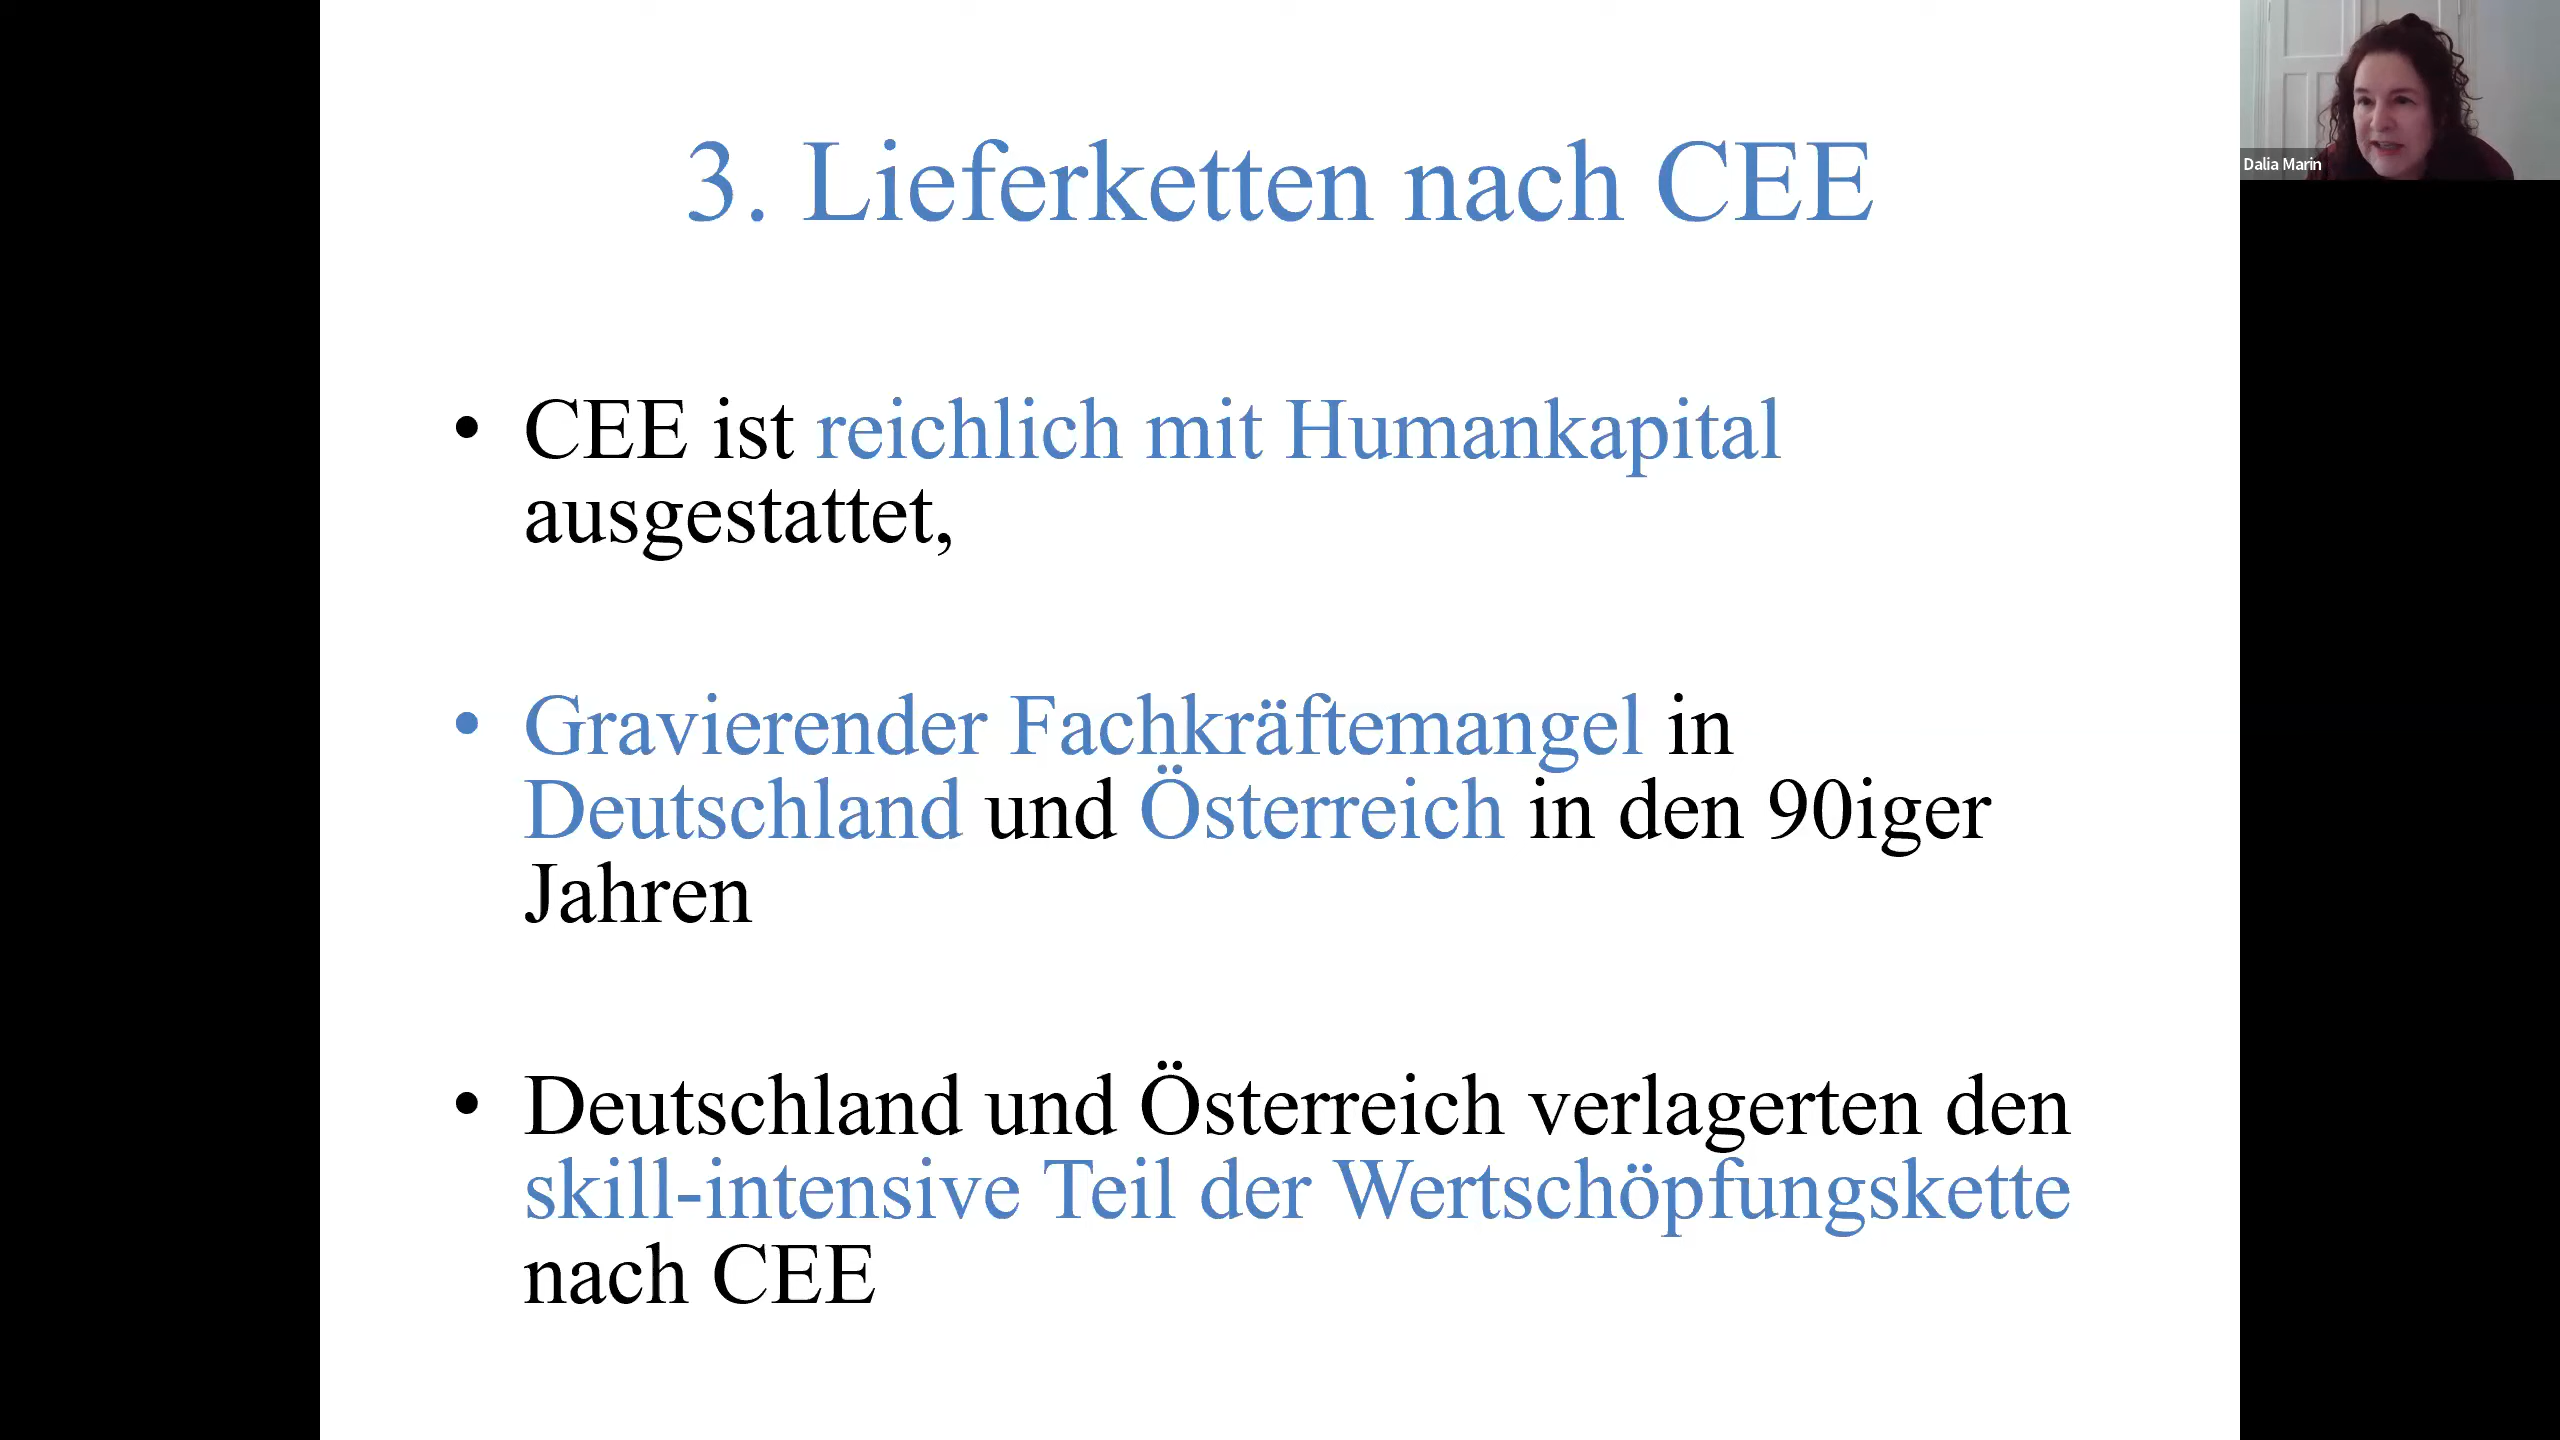 3. Lieferketten nach CEE
Dalia Marin
• CEE ist reichlich mit Humankapital
ausgestattet,
• Gravierender Fachkräftemangel in
Deutschland und Österreich in den 90iger
Jahren
• Deutschland und Österreich verlagerten den
skill-intensive Teil der Wertschöpfungskette
nach CEE